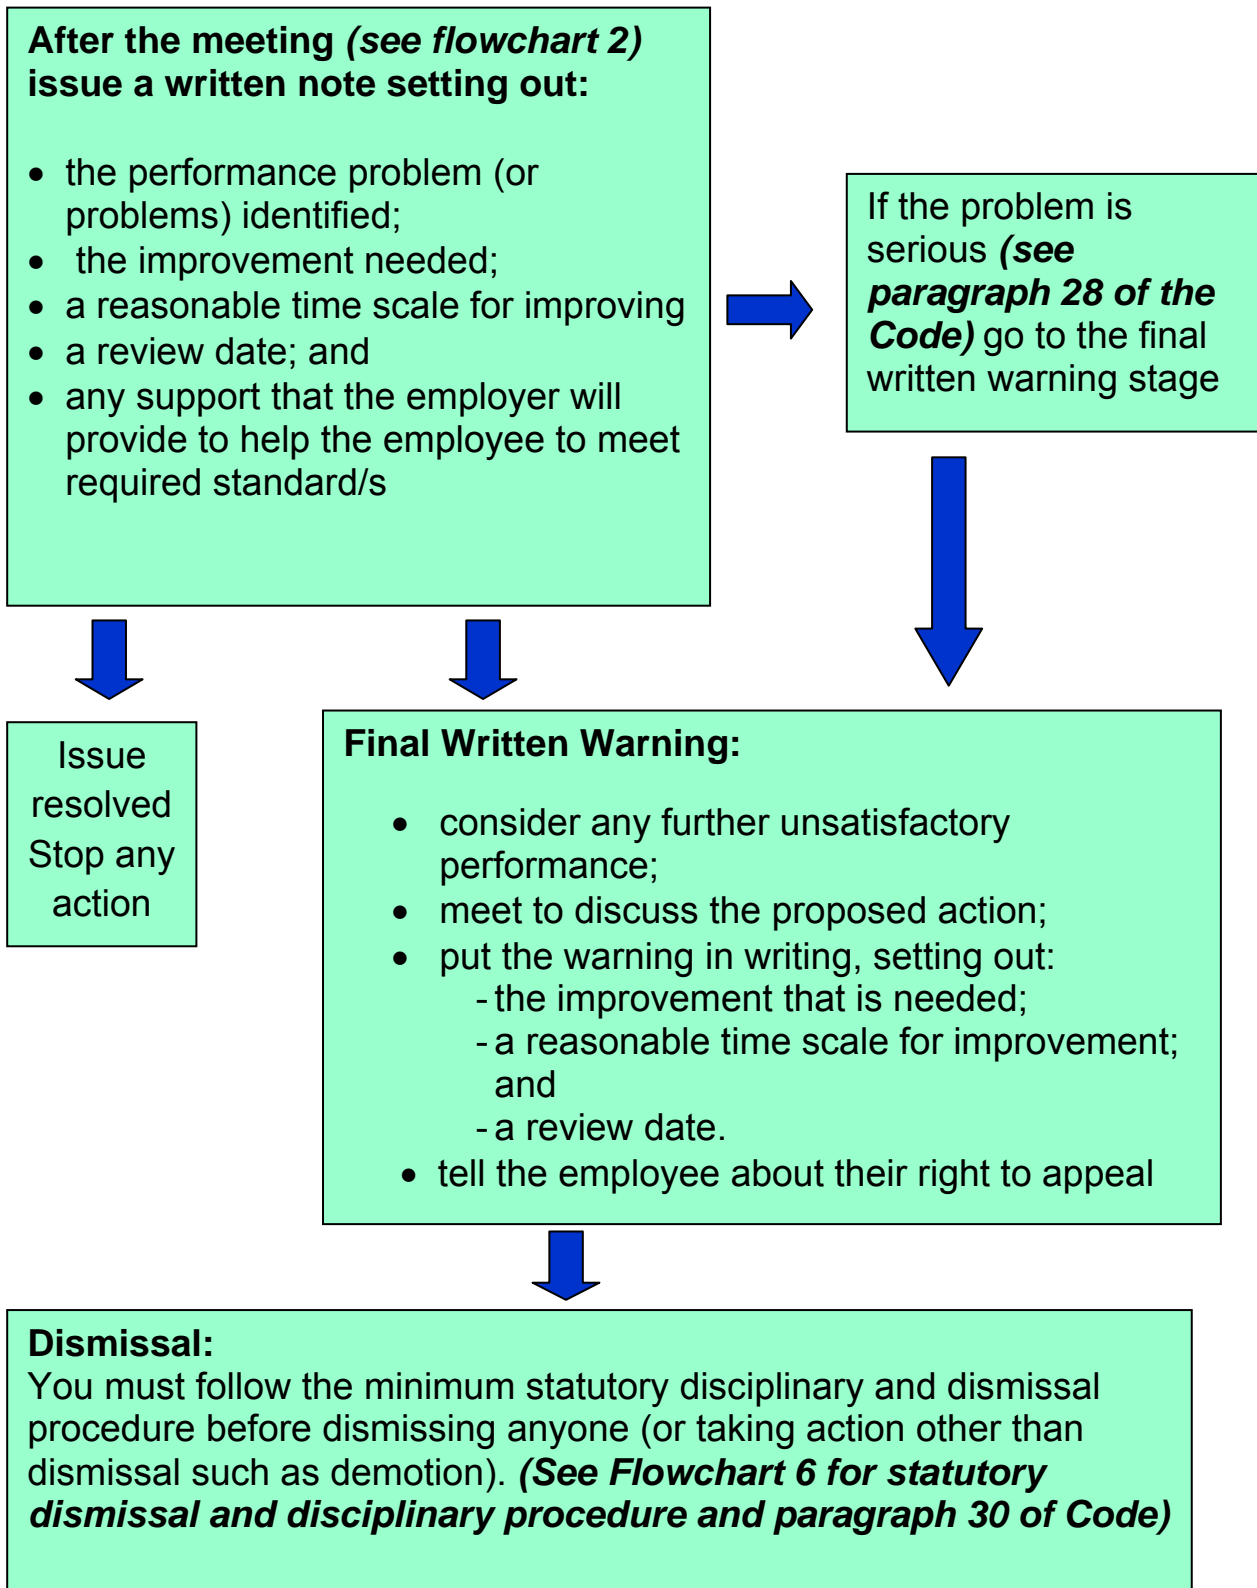 After the meeting (see flowchart 2)
issue a written note setting out:
• the performance problem (or
problems) identified;
• the improvement needed;
• a reasonable time scale for improving
• a review date; and
• any support that the employer will
provide to help the employee to meet
required standard/s
If the problem is
serious (see
paragraph 28 of the
Code) go to the final
written warning stage
Issue
resolved
Stop any
action
Final Written Warning:
• consider any further unsatisfactory
performance;
• meet to discuss the proposed action;
• put the warning in writing, setting out:
- the improvement that is needed;
- a reasonable time scale for improvement;
and
- a review date.
• tell the employee about their right to appeal
Dismissal:
You must follow the minimum statutory disciplinary and dismissal
procedure before dismissing anyone (or taking action other than
dismissal such as demotion). (See Flowchart 6 for statutory
dismissal and disciplinary procedure and paragraph 30 of Code)